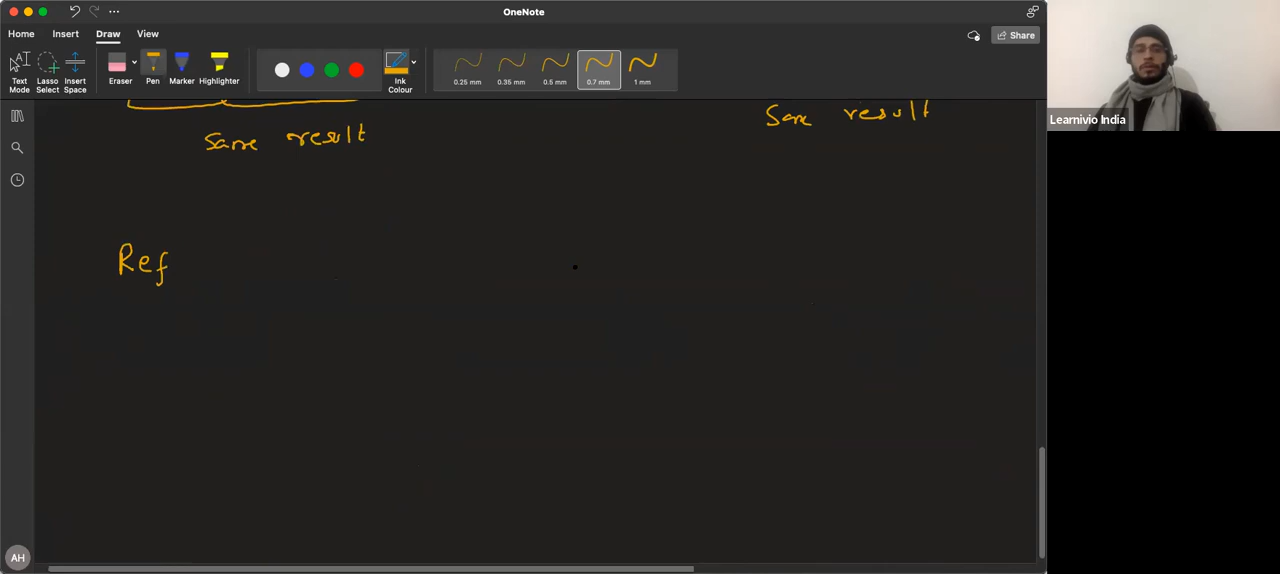 OneNote
Home Insert Draw View
Share
Text Mode
Lasso Select
Insert Space
Eraser
Pen
Marker
Highlighter
Ink Colour
0.25 mm
0.35 mm
0.5 mm
0.7 mm
1 mm
Same result
Same result
Ref
AH
Learnivio India